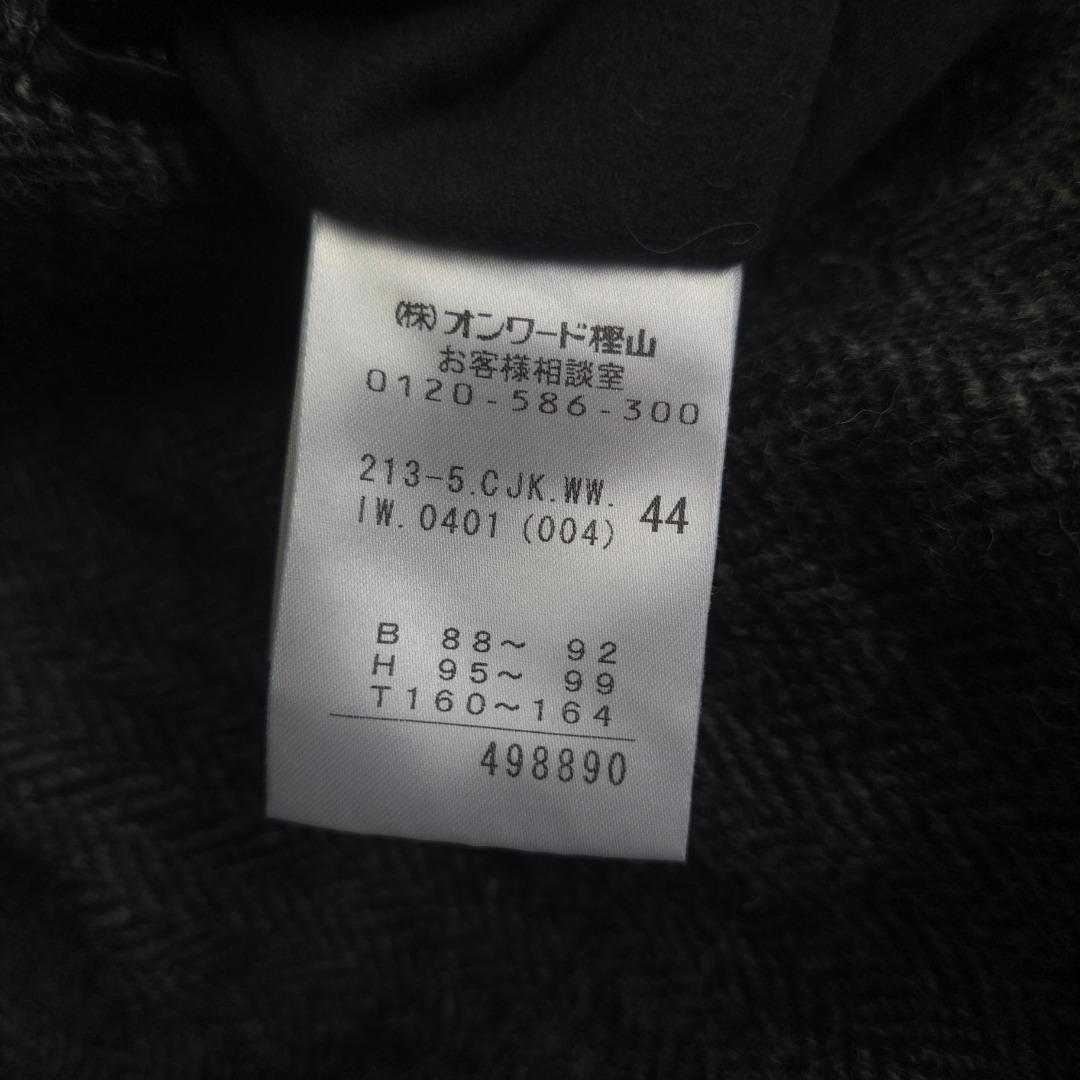 (株)オンワード樫山
お客様相談室
0120-586-300
213-5.CJK.WW.
IW.0401 (004)
44
B 88～ 92
H 95～ 99
T160～164
498890